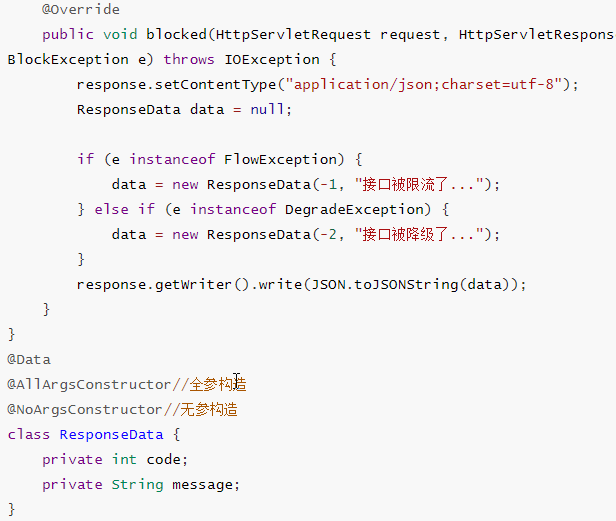 @Override
public void blocked(HttpServletRequest request, HttpServletRespons
BlockException e) throws IOException {
response.setContentType("application/json;charset=utf-8");
ResponseData data = null;
if (e instanceof FlowException) {
data = new ResponseData(-1, "接口被限流了...");
} else if (e instanceof DegradeException) {
data = new ResponseData(-2, "接口被降级了...");
}
response.getWriter().write(JSON.toJSONString(data));
}
}
@Data
@AllArgsConstructor//全参构造
@NoArgsConstructor//无参构造
class ResponseData {
private int code;
private String message;
}